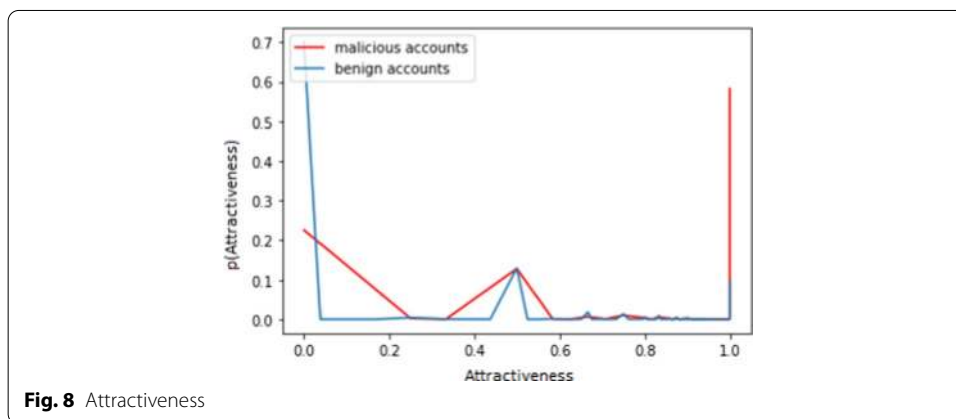 malicious accounts
benign accounts
p(Attractiveness)
0.7
0.6
0.5
0.4
0.3
0.2
0.1
0.0
0.0 0.2 0.4 0.6 0.8 1.0
Attractiveness
Fig. 8 Attractiveness